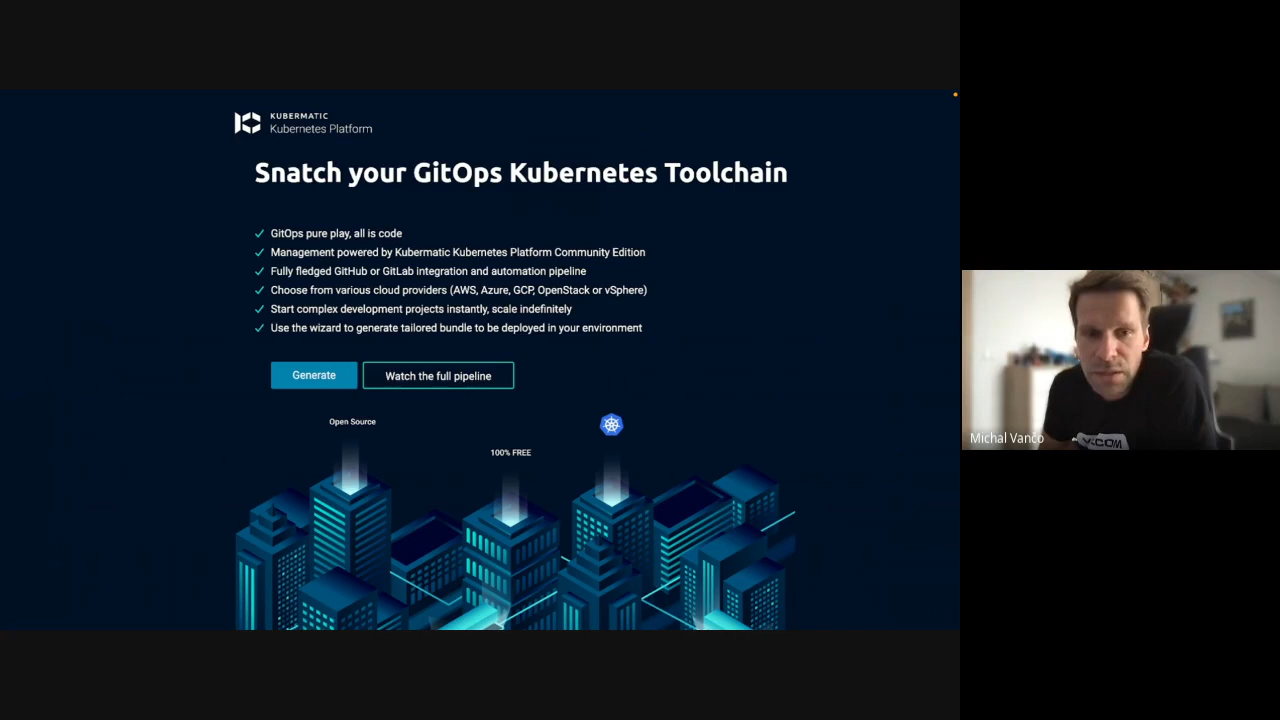 KUBERMATIC
Kubernetes Platform
Snatch your GitOps Kubernetes Toolchain
GitOps pure play, all is code
Management powered by Kubermatic Kubernetes Platform Community Edition
Fully fledged GitHub or GitLab integration and automation pipeline
Choose from various cloud providers (AWS, Azure, GCP, OpenStack or vSphere)
Start complex development projects instantly, scale indefinitely
Use the wizard to generate tailored bundle to be deployed in your environment
Generate
Watch the full pipeline
Open Source
100% FREE
Michal Vančo